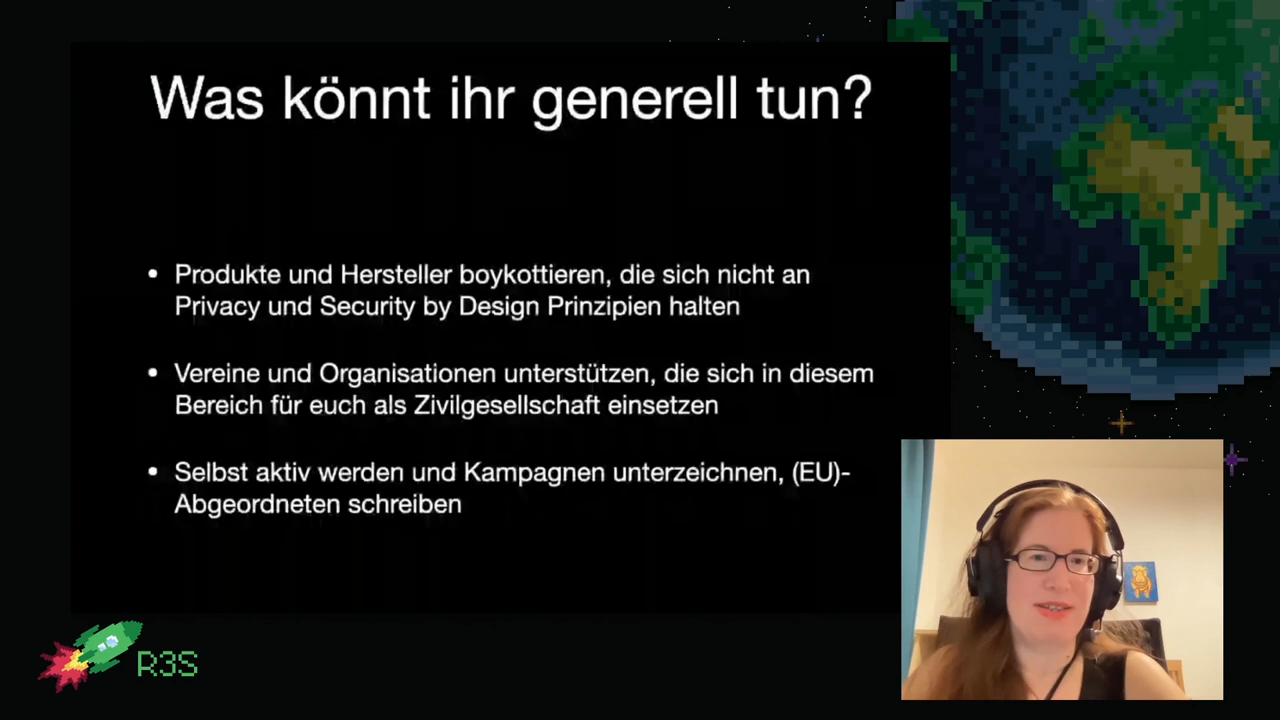 Was könnt ihr generell tun?
• Produkte und Hersteller boykottieren, die sich nicht an
Privacy und Security by Design Prinzipien halten
• Vereine und Organisationen unterstützen, die sich in diesem
Bereich für euch als Zivilgesellschaft einsetzen
• Selbst aktiv werden und Kampagnen unterzeichnen, (EU)-
Abgeordneten schreiben
R3S